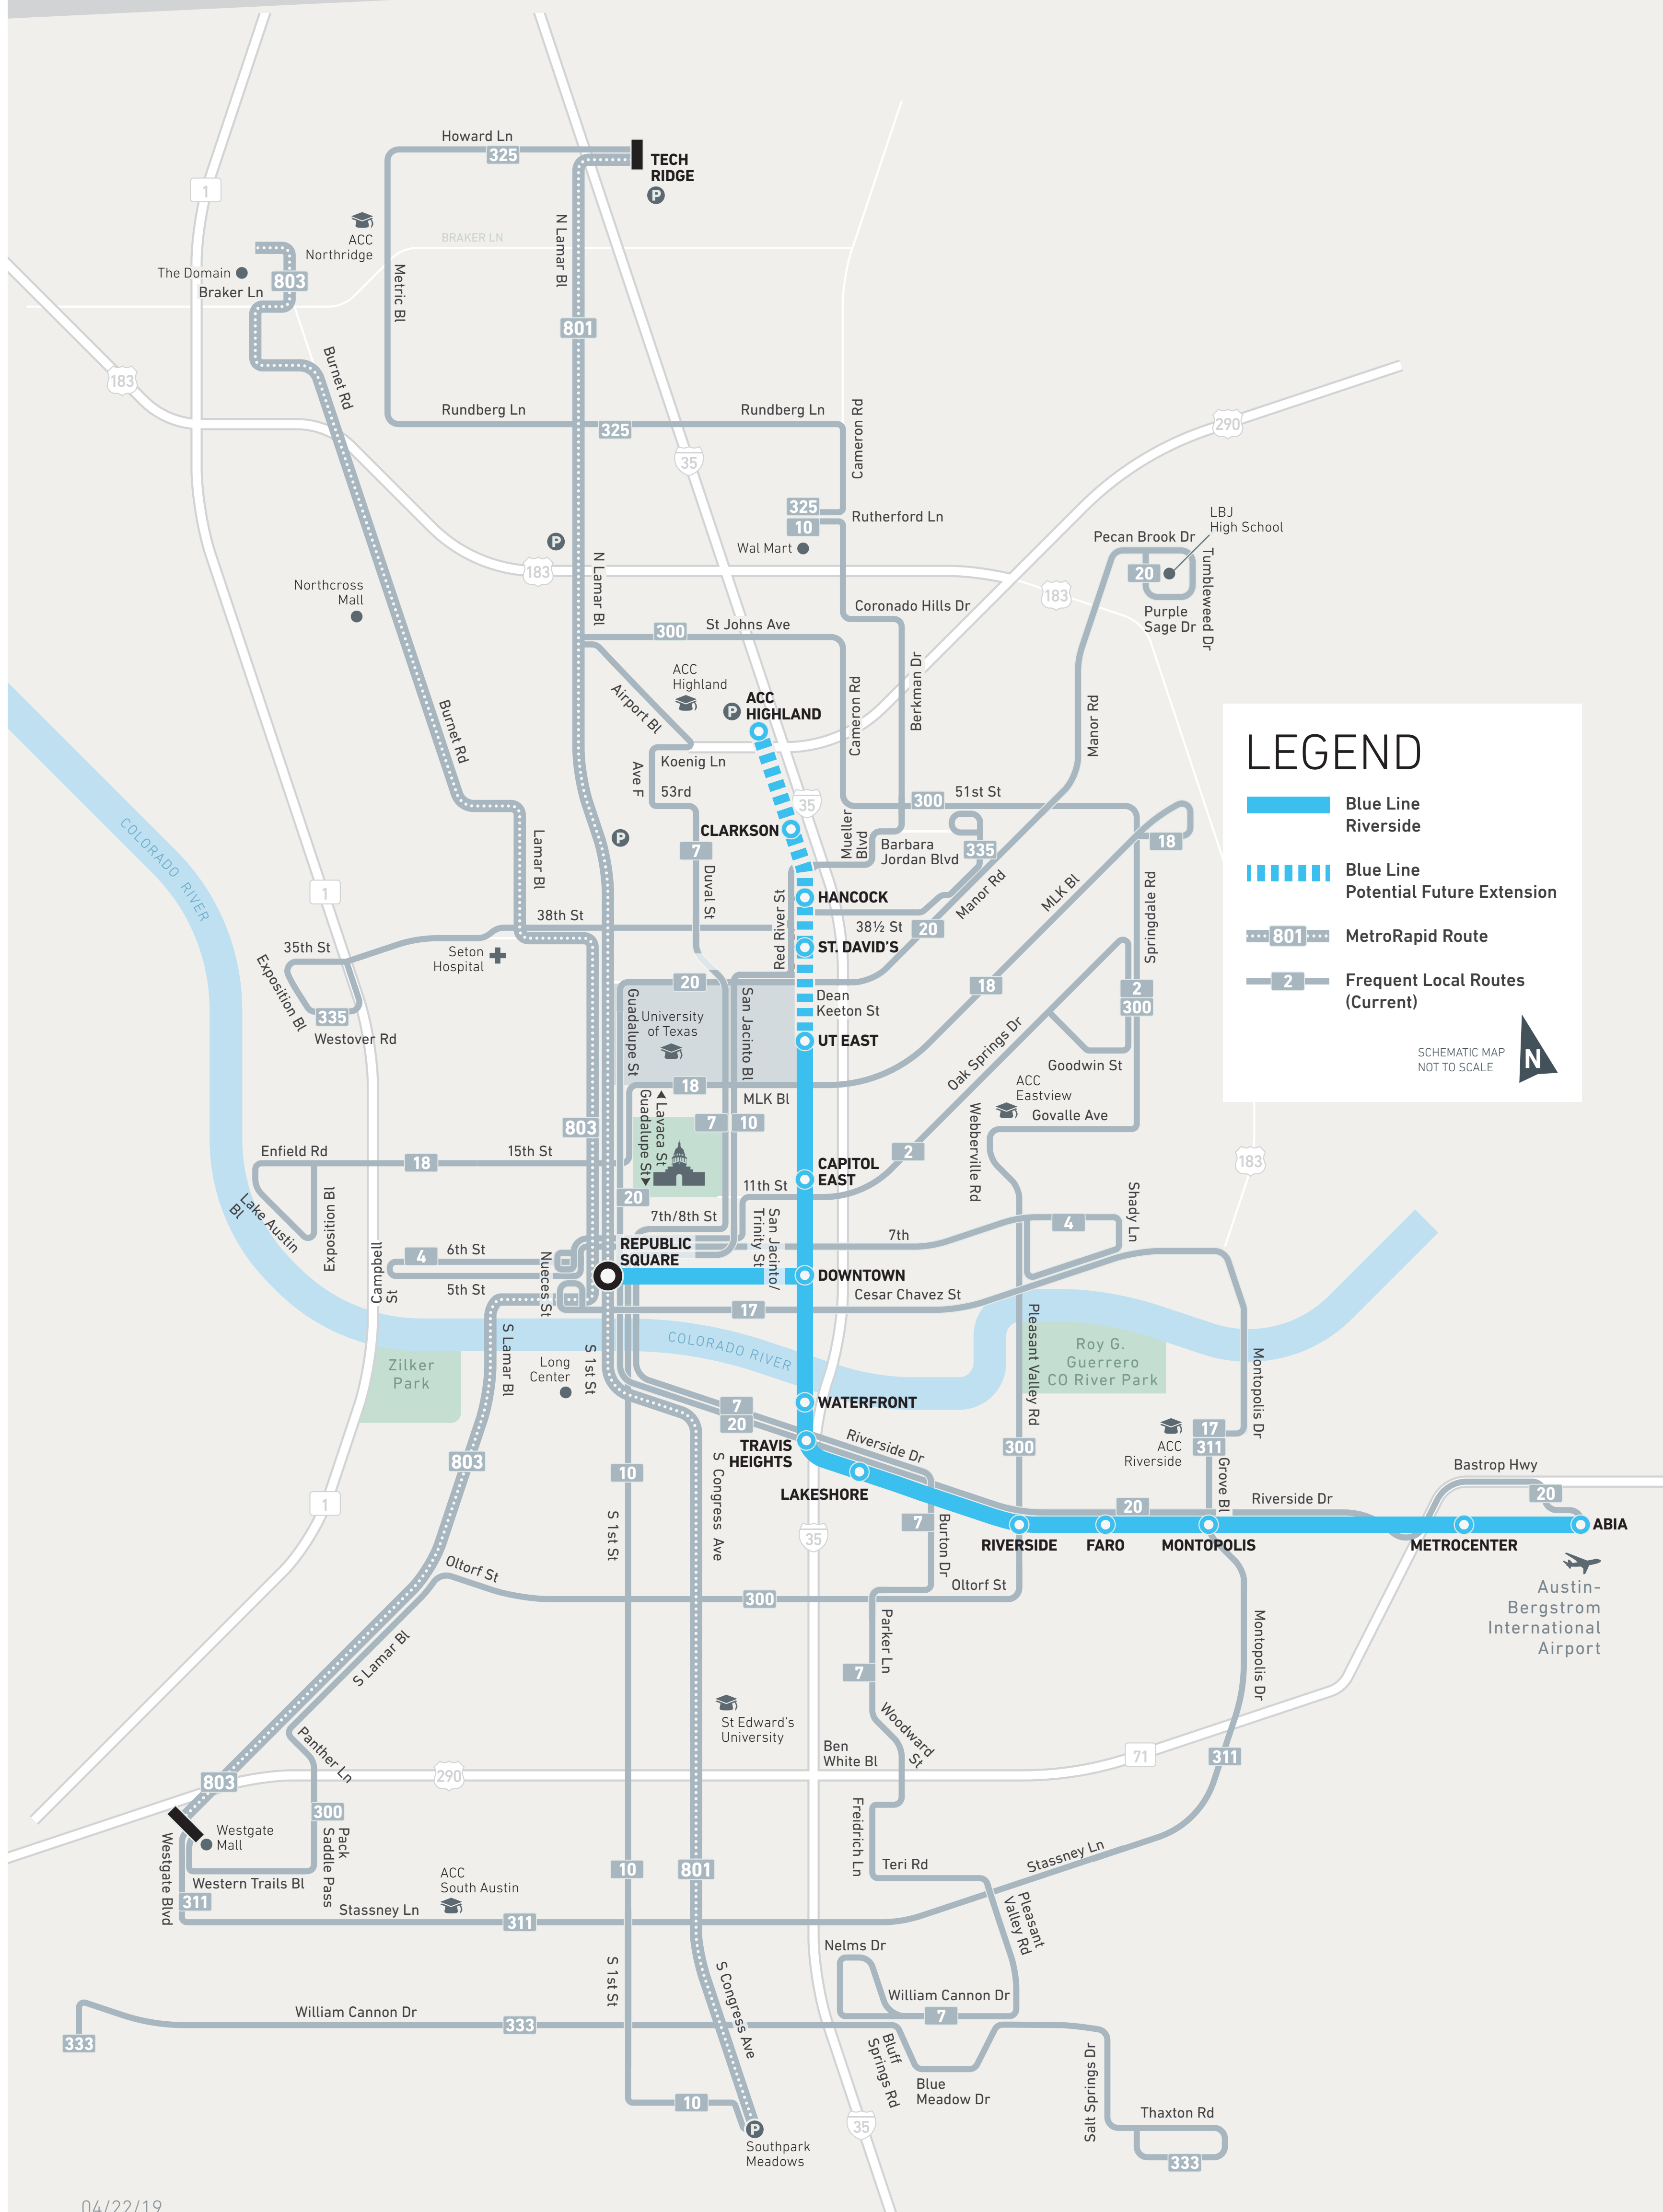 Howard Ln
325
TECH
RIDGE
P
1
ACC
Northridge
N Lamar Bl
BRAKER LN
The Domain
803
Braker Ln
Metric Bl
801
Burnet Rd
183
Rundberg Ln
325
Rundberg Ln
Cameron Rd
290
35
325
10
Rutherford Ln
Wal Mart
LBJ
High School
Pecan Brook Dr
20
Tumbleweed Dr
Purple
Sage Dr
P
183
N Lamar Bl
183
Northcross
Mall
Coronado Hills Dr
300
St Johns Ave
ACC
Highland
P
ACC
HIGHLAND
Airport Bl
Berkman Dr
Cameron Rd
Manor Rd
Burnet Rd
Koenig Ln
Ave F
53rd
35
300
51st St
LEGEND
Blue Line
Riverside
Blue Line
Potential Future Extension
801
MetroRapid Route
2
Frequent Local Routes
(Current)
SCHEMATIC MAP
NOT TO SCALE
N
COLORADO RIVER
P
CLARKSON
Mueller
Blvd
Barbara
Jordan Blvd
335
18
7
Lamar Bl
Duval St
Red River St
HANCOCK
Manor Rd
MLK Bl
Springdale Rd
1
38th St
38½ St
20
ST. DAVID'S
35th St
Seton
Hospital
Exposition Bl
335
Westover Rd
20
Guadalupe St
University
of Texas
San Jacinto Bl
Dean
Keeton St
18
2
300
UT EAST
Oak Springs Dr
Goodwin St
18
MLK Bl
ACC
Eastview
Govalle Ave
Webberville Rd
Lavaca St
Guadalupe St
7
10
803
Enfield Rd
18
15th St
2
183
CAPITOL
EAST
Lake Austin
Bl
Exposition Bl
20
11th St
Shady Ln
7th/8th St
San Jacinto/
Trinity St
7th
4
4
6th St
5th St
Campbell
St
Nueces St
REPUBLIC
SQUARE
DOWNTOWN
Cesar Chavez St
17
COLORADO RIVER
Zilker
Park
S Lamar Bl
Long
Center
S 1st St
Pleasant Valley Rd
Roy G.
Guerrero
CO River Park
Montopolis Dr
WATERFRONT
7
20
TRAVIS
HEIGHTS
Riverside Dr
LAKESHORE
300
ACC
Riverside
17
311
Grove Bl
Bastrop Hwy
20
803
10
S Congress Ave
1
S 1st St
35
7
Burton Dr
20
Riverside Dr
RIVERSIDE
FARO
MONTOPOLIS
METROCENTER
ABIA
Austin-
Bergstrom
International
Airport
Oltorf St
300
Oltorf St
S Lamar Bl
Parker Ln
7
Montopolis Dr
St Edward's
University
Woodward
St
Panther Ln
Ben
White Bl
71
311
803
290
300
Westgate
Mall
Pack
Saddle Pass
Westgate Blvd
Western Trails Bl
311
ACC
South Austin
Stassney Ln
311
10
801
Freidrich Ln
Teri Rd
Stassney Ln
Pleasant
Valley Rd
Nelms Dr
S 1st St
S Congress Ave
William Cannon Dr
7
William Cannon Dr
333
333
Bluff
Springs Rd
Blue
Meadow Dr
Salt Springs Dr
10
P
Southpark
Meadows
35
Thaxton Rd
333
04/22/19